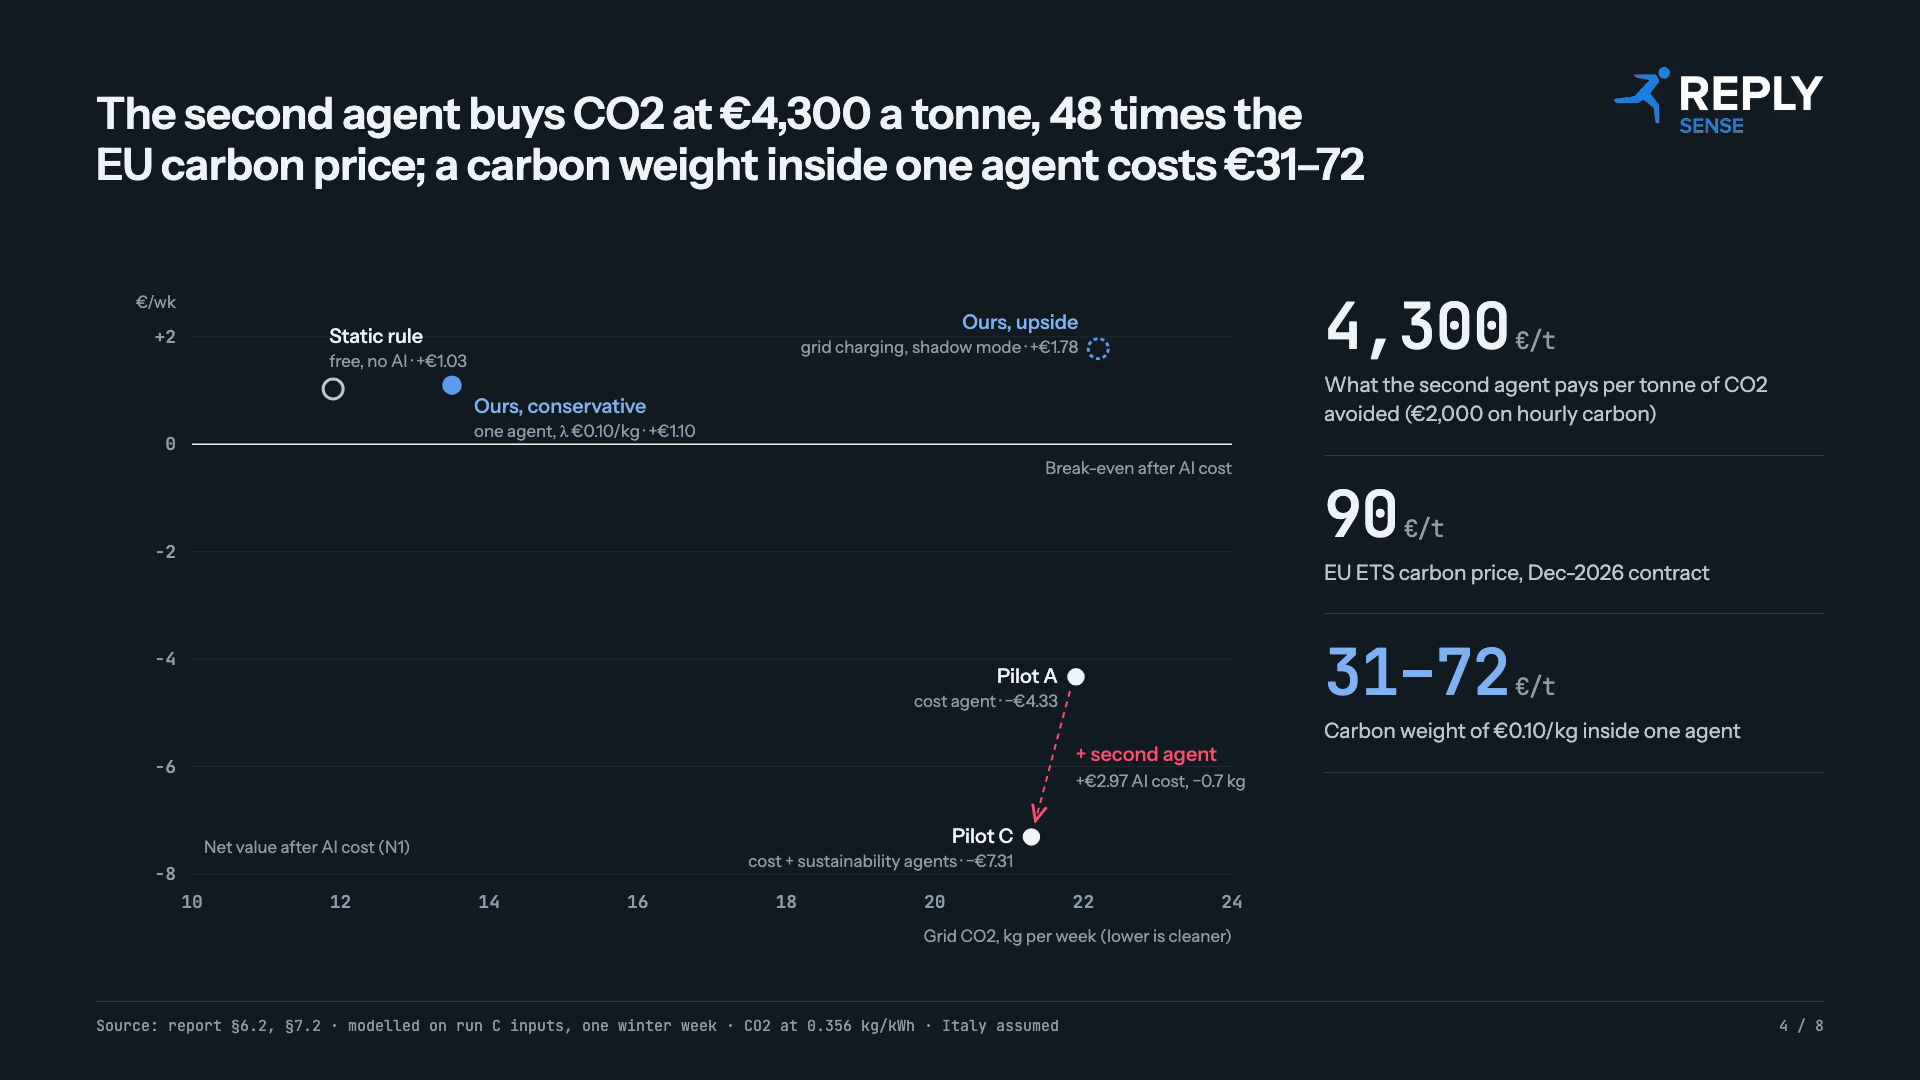 The second agent buys CO2 at €4,300 a tonne, 48 times the
EU carbon price; a carbon weight inside one agent costs €31–72
REPLY
SENSE
€/wk
+2
0
-2
-4
-6
-8
Static rule
free, no AI · +€1.03
Ours, conservative
one agent, λ €0.10/kg · +€1.10
Ours, upside
grid charging, shadow mode · +€1.78
Break-even after AI cost
Pilot A
cost agent · −€4.33
+ second agent
+€2.97 AI cost, −0.7 kg
Pilot C
cost + sustainability agents · −€7.31
Net value after AI cost (N1)
10 12 14 16 18 20 22 24
Grid CO2, kg per week (lower is cleaner)
4,300 €/t
What the second agent pays per tonne of CO2
avoided (€2,000 on hourly carbon)
90 €/t
EU ETS carbon price, Dec-2026 contract
31–72 €/t
Carbon weight of €0.10/kg inside one agent
Source: report §6.2, §7.2 · modelled on run C inputs, one winter week · CO2 at 0.356 kg/kWh · Italy assumed
4 / 8